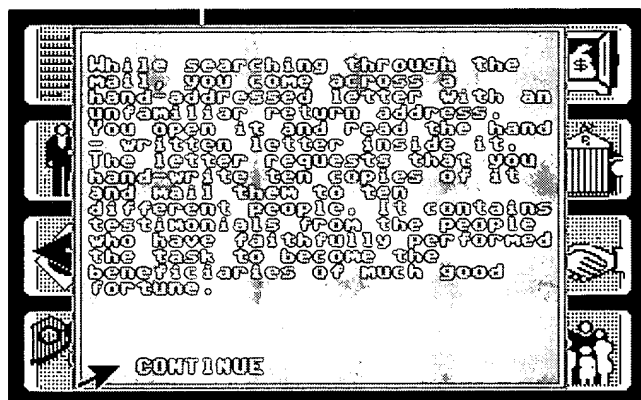 While searching through the
mail, you come across a
hand-addressed letter with an
unfamiliar return address.
You open it and read the hand
- written letter inside it.
The letter requests that you
hand-write ten copies of it
and mail them to ten
different people. It contains
testimonials from the people
who have faithfully performed
the task to become the
beneficiaries of much good
fortune.
CONTINUE
$